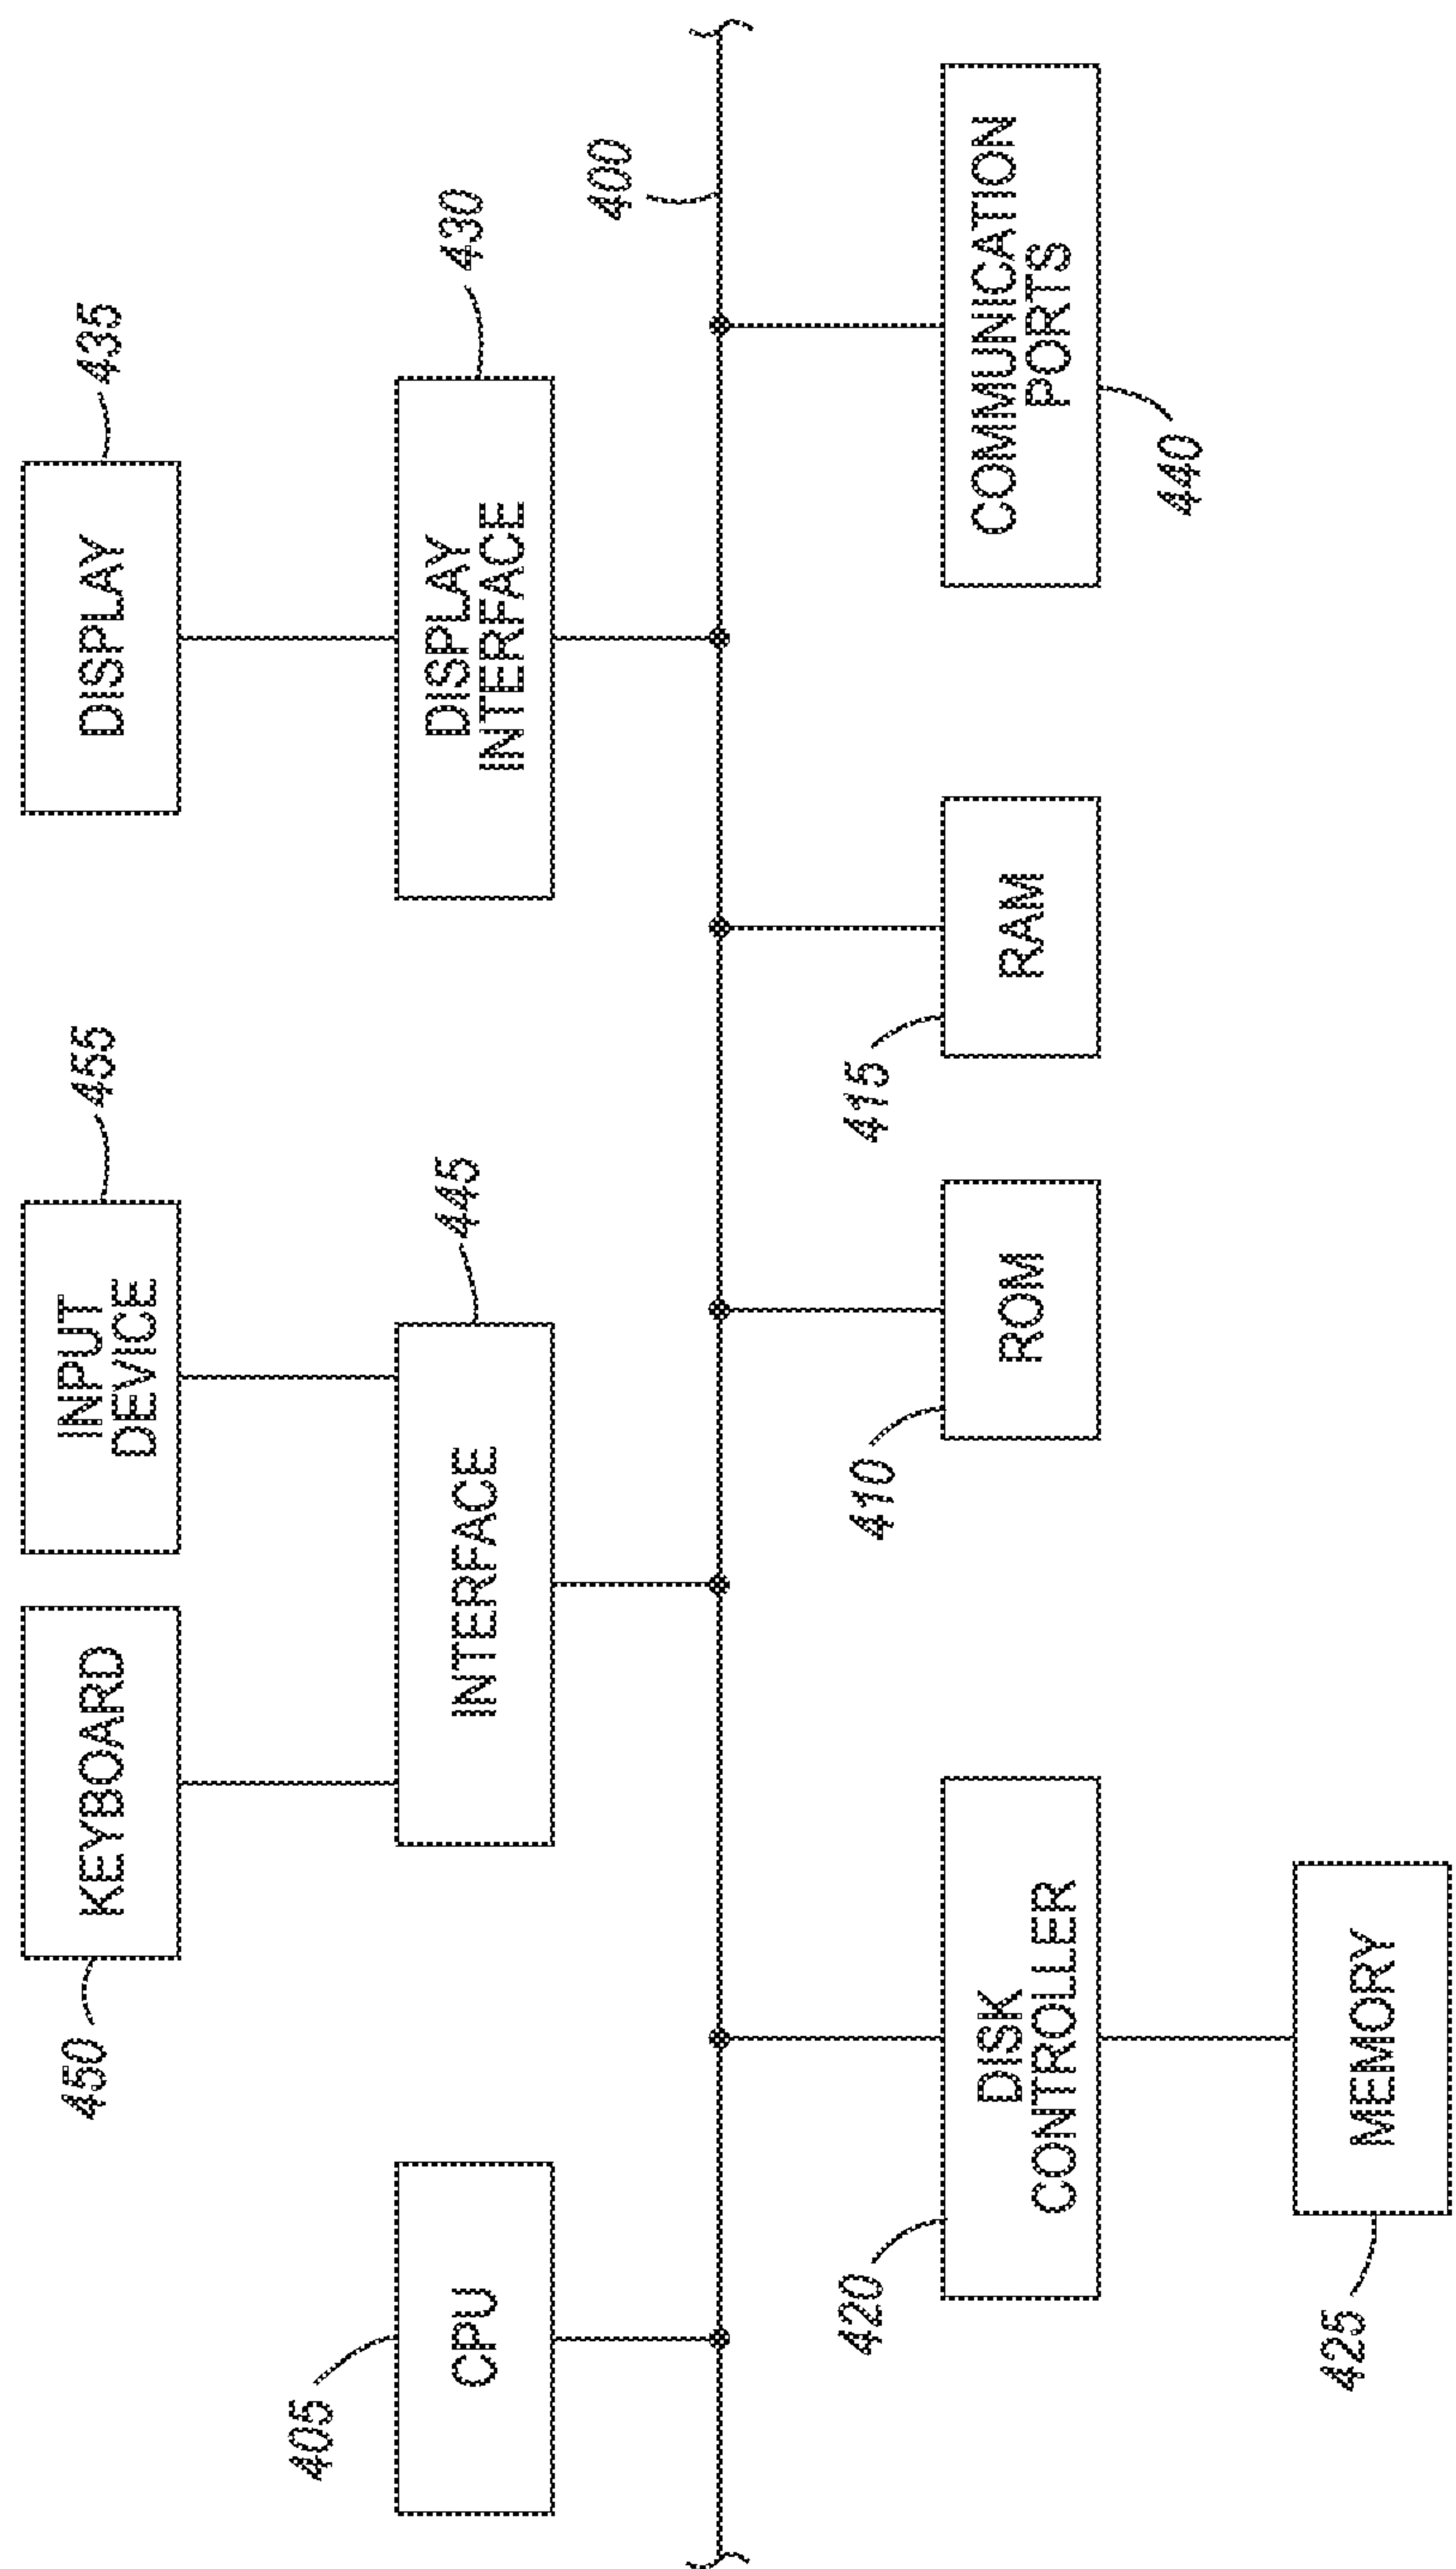 450
KEYBOARD
INPUT
DEVICE
455
DISPLAY
435
405
CPU
INTERFACE
445
DISPLAY
INTERFACE
430
400
420
DISK
CONTROLLER
410
ROM
415
RAM
COMMUNICATION
PORTS
440
425
MEMORY